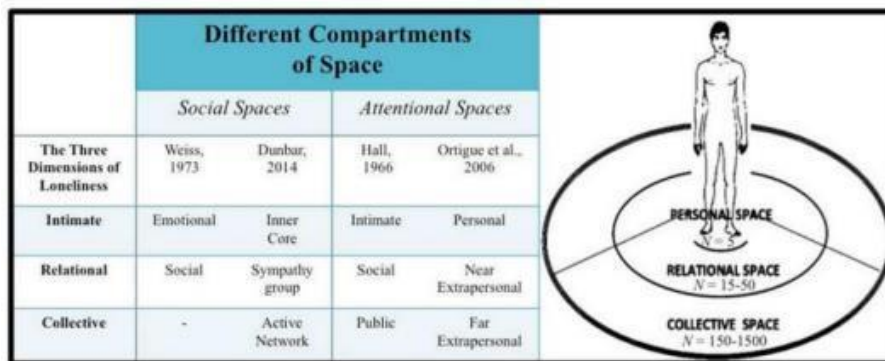 Different Compartments
of Space
Social Spaces Attentional Spaces
The Three
Dimensions of
Loneliness
Weiss,
1973
Dunbar,
2014
Hall,
1966
Ortigue et al.,
2006
Intimate
Emotional
Inner
Core
Intimate
Personal
Relational
Social
Sympathy
group
Social
Near
Extrapersonal
Collective
-
Active
Network
Public
Far
Extrapersonal
PERSONAL SPACE
N = 5
RELATIONAL SPACE
N = 15-50
COLLECTIVE SPACE
N = 150-1500